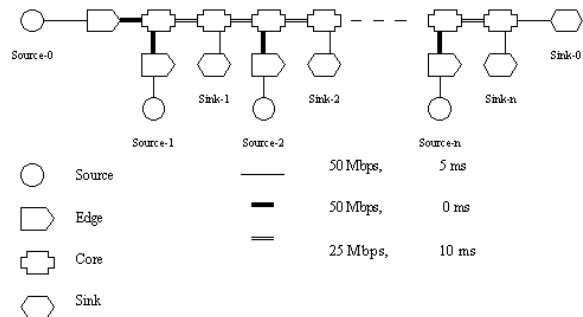 Source-0
Sink-1
Sink-2
Sink-n
Sink-0
Source-1
Source-2
Source-n
Source
50 Mbps, 5 ms
Edge
50 Mbps, 0 ms
Core
25 Mbps, 10 ms
Sink